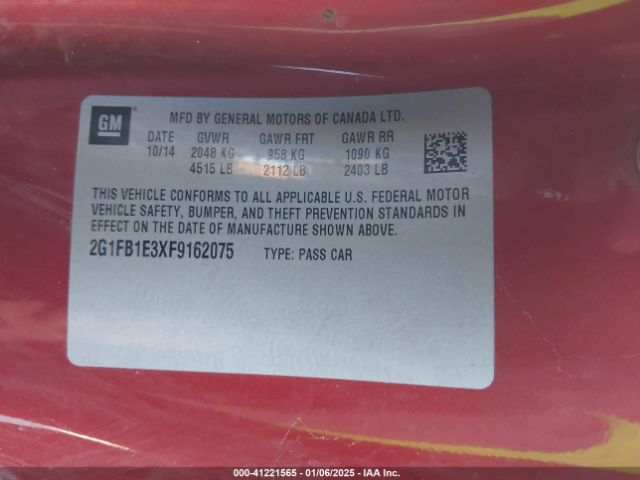 GM
MFD BY GENERAL MOTORS OF CANADA LTD.
DATE GVWR GAWR FRT GAWR RR
10/14 2048 KG 958 KG 1090 KG
4515 LB 2112 LB 2403 LB
THIS VEHICLE CONFORMS TO ALL APPLICABLE U.S. FEDERAL MOTOR
VEHICLE SAFETY, BUMPER, AND THEFT PREVENTION STANDARDS IN
EFFECT ON THE DATE OF MANUFACTURE SHOWN ABOVE.
2G1FB1E3XF9162075 TYPE: PASS CAR
000-41221565 | 01/06/2025 | IAA Inc.